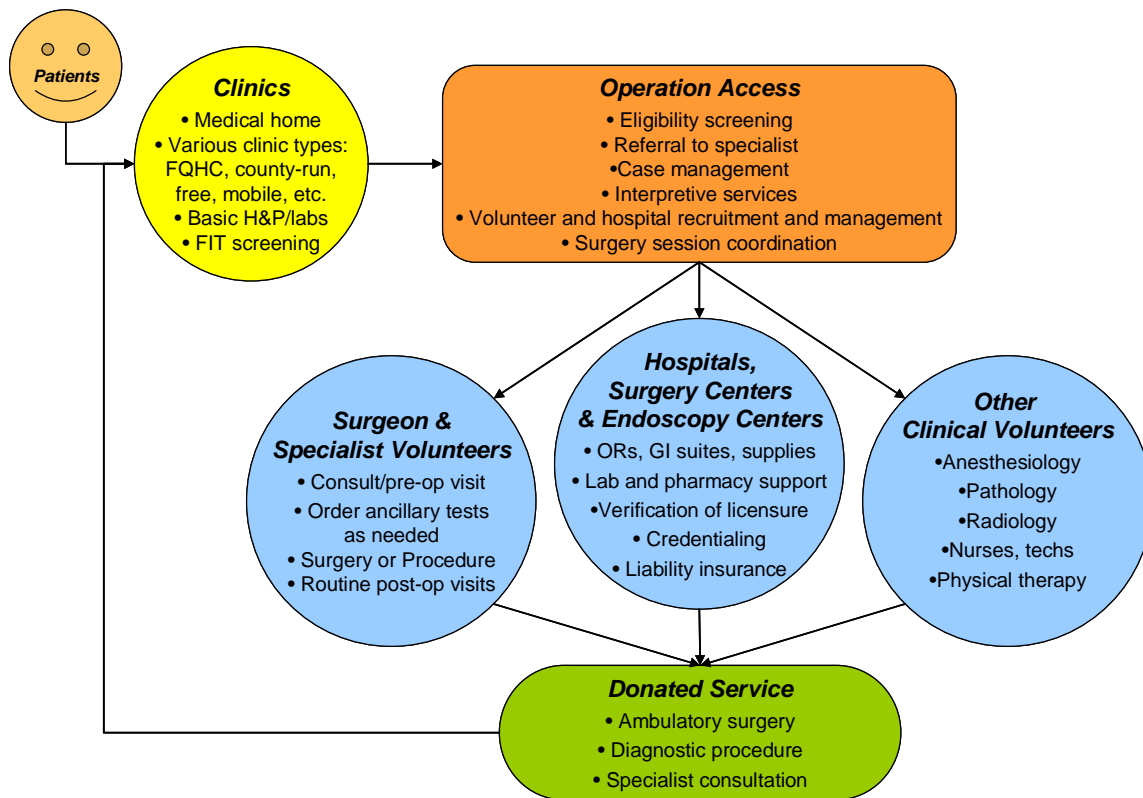 Patients
Clinics
• Medical home
• Various clinic types:
FQHC, county-run,
free, mobile, etc.
• Basic H&P/labs
• FIT screening
Operation Access
• Eligibility screening
• Referral to specialist
•Case management
• Interpretive services
• Volunteer and hospital recruitment and management
• Surgery session coordination
Surgeon &
Specialist Volunteers
• Consult/pre-op visit
• Order ancillary tests
as needed
• Surgery or Procedure
• Routine post-op visits
Hospitals,
Surgery Centers
& Endoscopy Centers
• ORs, GI suites, supplies
• Lab and pharmacy support
•Verification of licensure
• Credentialing
• Liability insurance
Other
Clinical Volunteers
•Anesthesiology
•Pathology
•Radiology
•Nurses, techs
•Physical therapy
Donated Service
• Ambulatory surgery
• Diagnostic procedure
• Specialist consultation